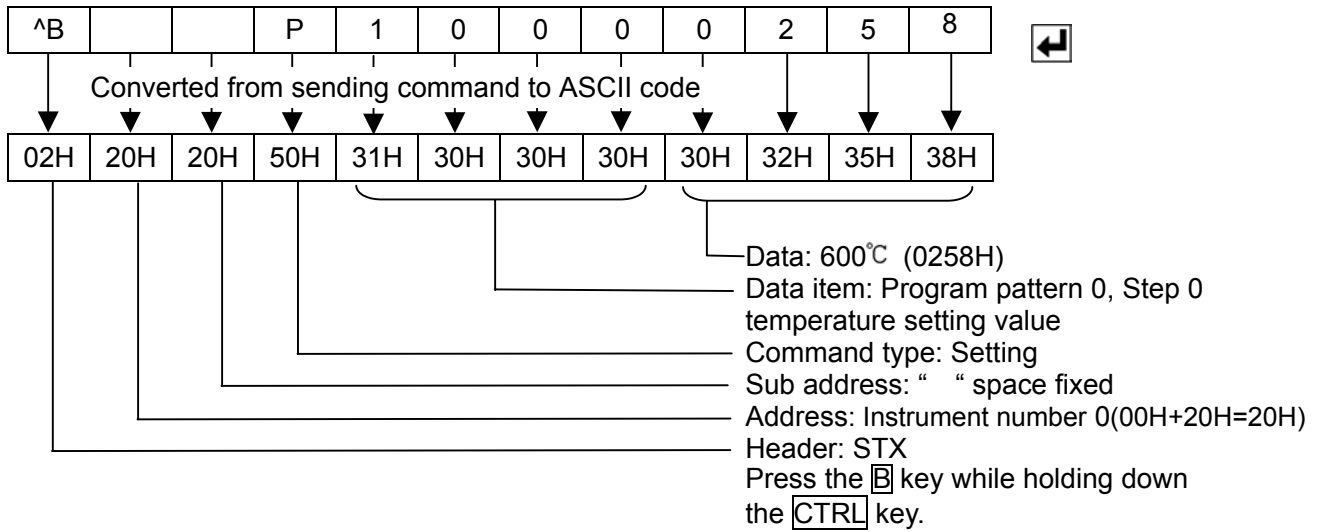 ^B P 1 0 0 0 0 2 5 8
Converted from sending command to ASCII code
02H 20H 20H 50H 31H 30H 30H 30H 30H 32H 35H 38H
Data: 600℃ (0258H)
Data item: Program pattern 0, Step 0
temperature setting value
Command type: Setting
Sub address: “ “ space fixed
Address: Instrument number 0(00H+20H=20H)
Header: STX
Press the B key while holding down
the CTRL key.